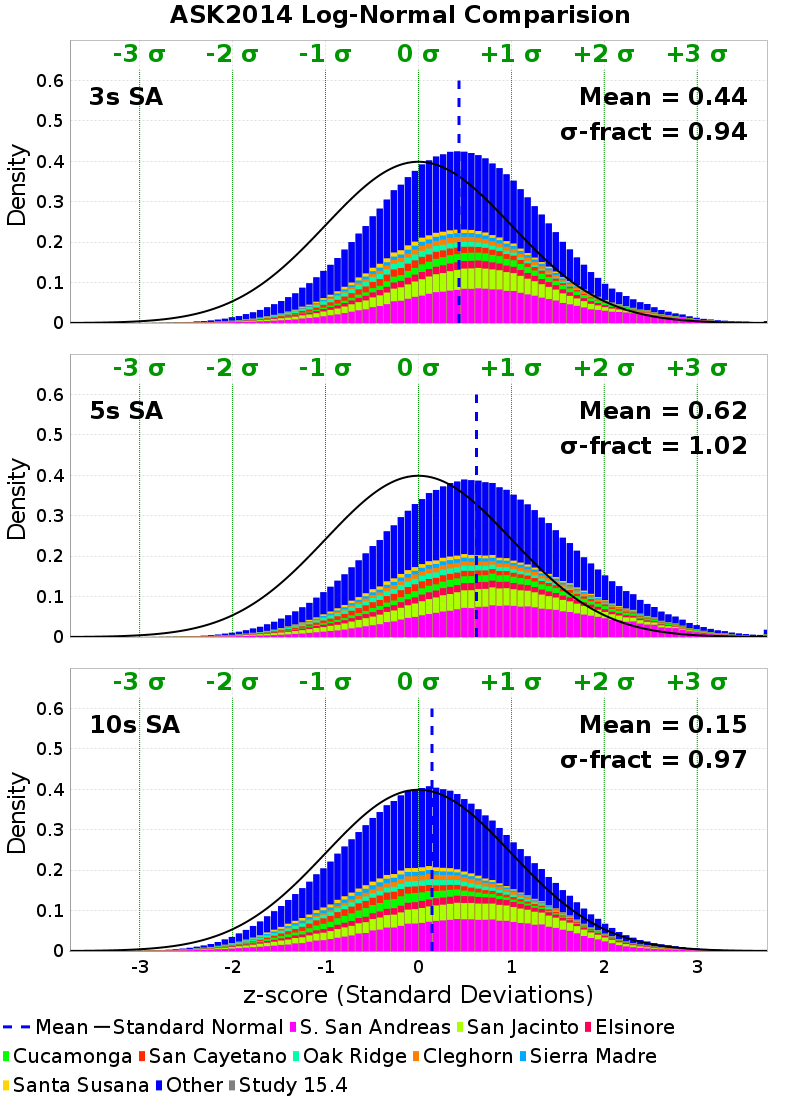 ASK2014 Log-Normal Comparision
-3 σ -2 σ -1 σ 0 σ +1 σ +2 σ +3 σ
0.6
3s SA Mean = 0.44
0.5
σ-fract = 0.94
0.4
0.3
0.2
0.1
0
Density
-3 σ -2 σ -1 σ 0 σ +1 σ +2 σ +3 σ
0.6
5s SA Mean = 0.62
0.5
σ-fract = 1.02
0.4
0.3
0.2
0.1
0
Density
-3 σ -2 σ -1 σ 0 σ +1 σ +2 σ +3 σ
0.6
10s SA Mean = 0.15
0.5
σ-fract = 0.97
0.4
0.3
0.2
0.1
0
Density
-3 -2 -1 0 1 2 3
z-score (Standard Deviations)
Mean Standard Normal S. San Andreas San Jacinto Elsinore
Cucamonga San Cayetano Oak Ridge Cleghorn Sierra Madre
Santa Susana Other Study 15.4